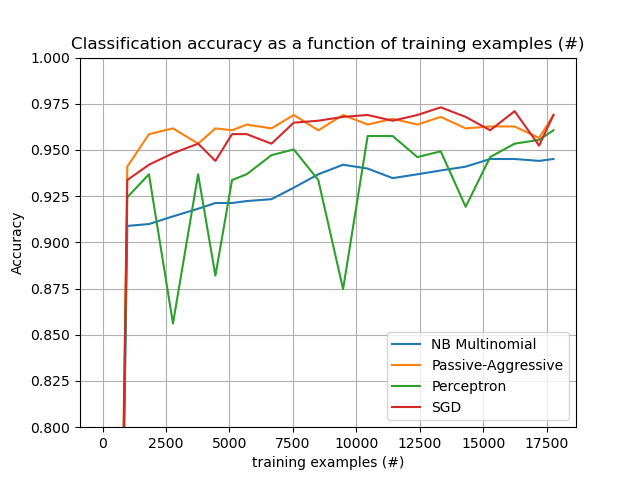 Classification accuracy as a function of training examples (#)
1.000
0.975
0.950
0.925
0.900
0.875
0.850
0.825
0.800
Accuracy
NB Multinomial
Passive-Aggressive
Perceptron
SGD
0 2500 5000 7500 10000 12500 15000 17500
training examples (#)